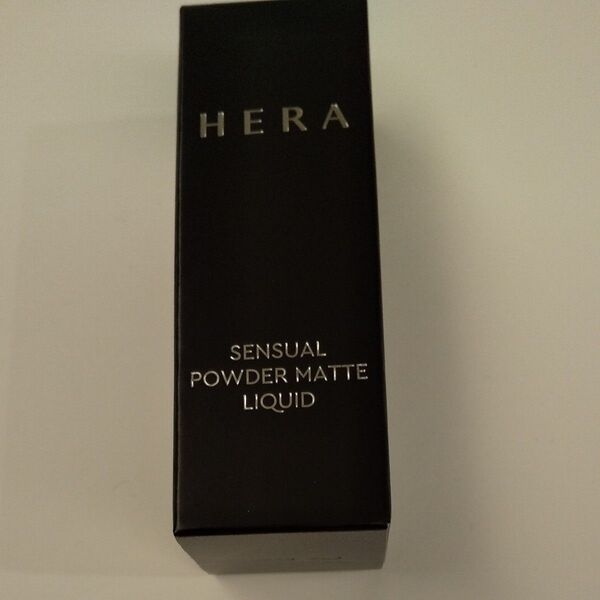 HERA
SENSUAL
POWDER MATTE
LIQUID